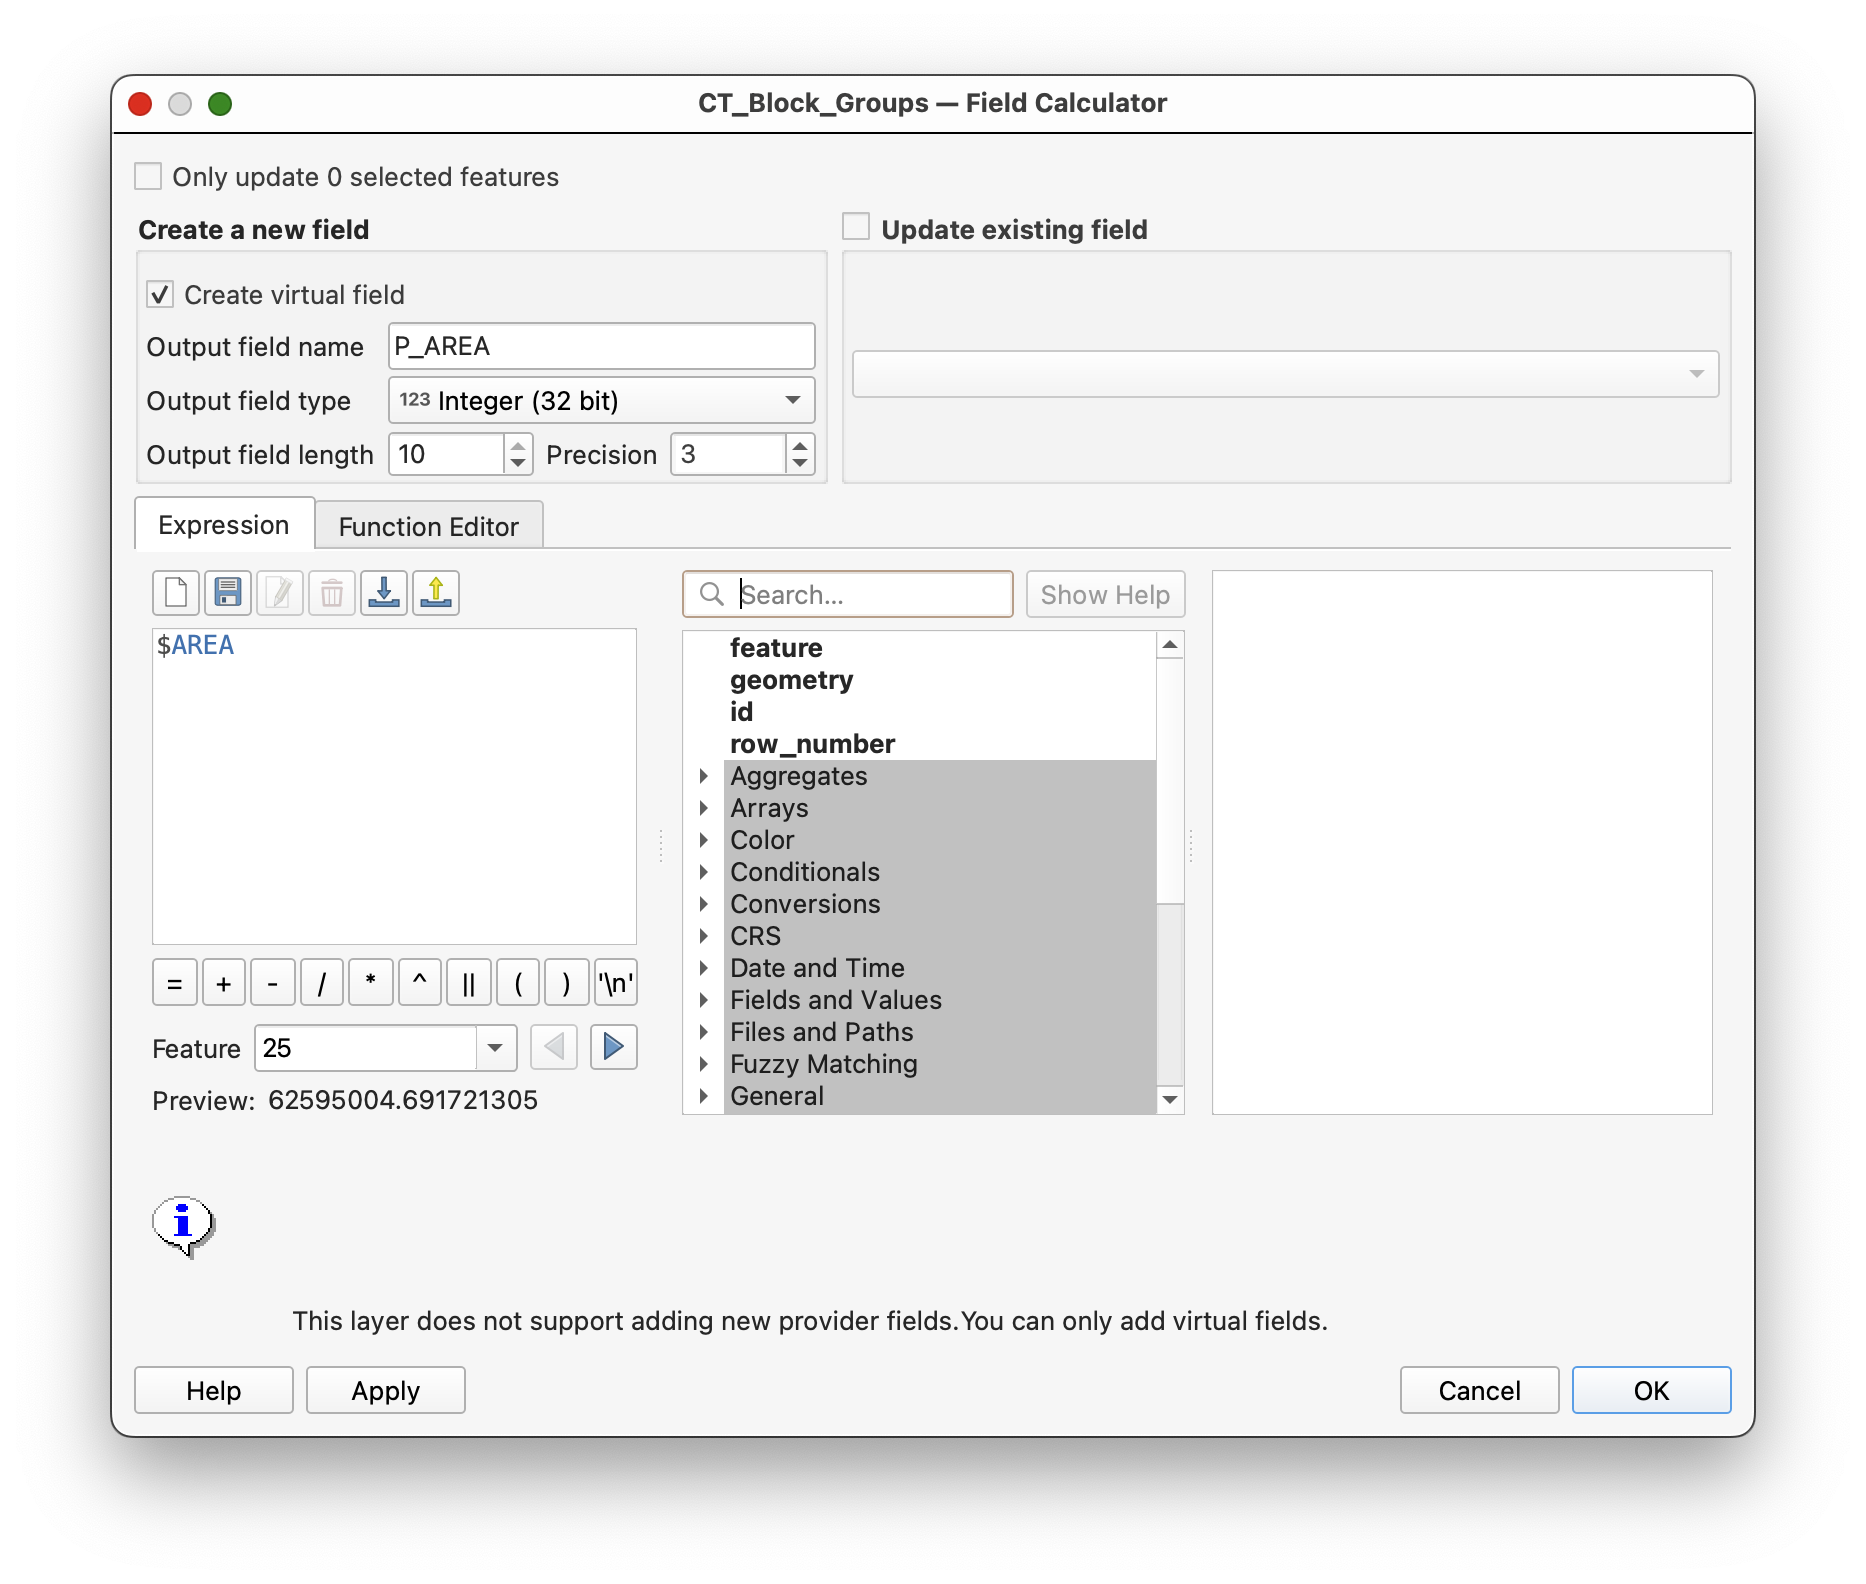 CT_Block_Groups — Field Calculator
Only update 0 selected features
Create a new field
Update existing field
Create virtual field
Output field name P_AREA
Output field type 123 Integer (32 bit)
Output field length 10 Precision 3
Expression Function Editor
Search... Show Help
$AREA
feature
geometry
id
row_number
Aggregates
Arrays
Color
Conditionals
Conversions
CRS
Date and Time
Fields and Values
Files and Paths
Fuzzy Matching
General
= + - / * ^ || ( ) '\n'
Feature 25
Preview: 62595004.691721305
This layer does not support adding new provider fields.You can only add virtual fields.
Help Apply Cancel OK